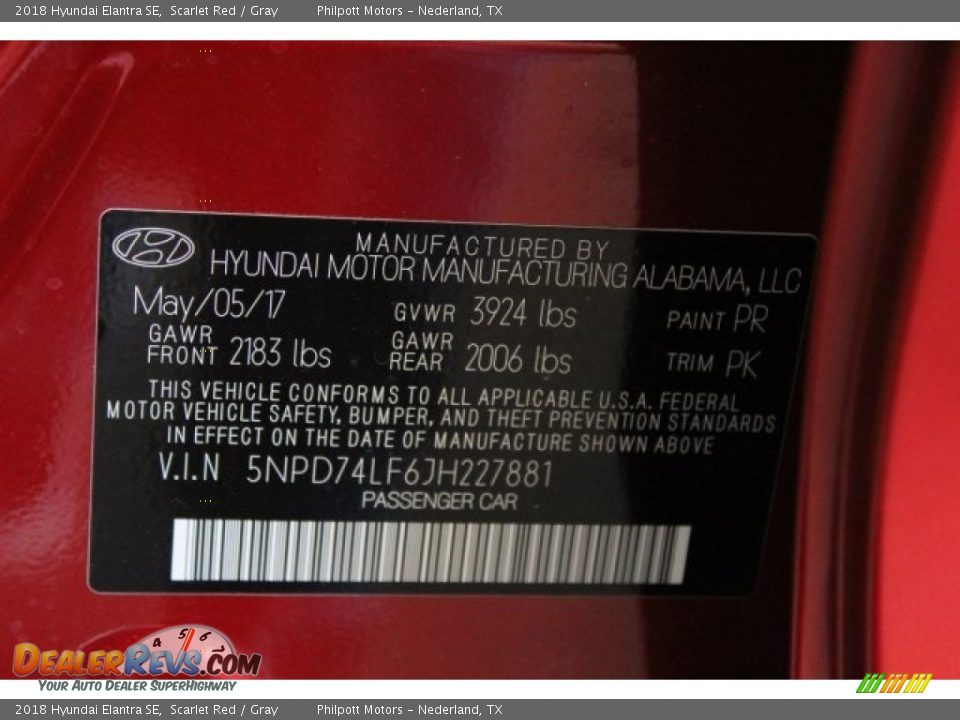 2018 Hyundai Elantra SE, Scarlet Red / Gray Philpott Motors - Nederland, TX
MANUFACTURED BY
HYUNDAI MOTOR MANUFACTURING ALABAMA, LLC
May/05/17 GVWR 3924 lbs PAINT PR
GAWR FRONT 2183 lbs GAWR REAR 2006 lbs TRIM PK
THIS VEHICLE CONFORMS TO ALL APPLICABLE U.S.A. FEDERAL
MOTOR VEHICLE SAFETY, BUMPER, AND THEFT PREVENTION STANDARDS
IN EFFECT ON THE DATE OF MANUFACTURE SHOWN ABOVE
V.I.N 5NPD74LF6JH227881
PASSENGER CAR
4 5 6 7
DEALERREVS.COM
YOUR AUTO DEALER SUPERHIGHWAY
2018 Hyundai Elantra SE, Scarlet Red / Gray Philpott Motors - Nederland, TX